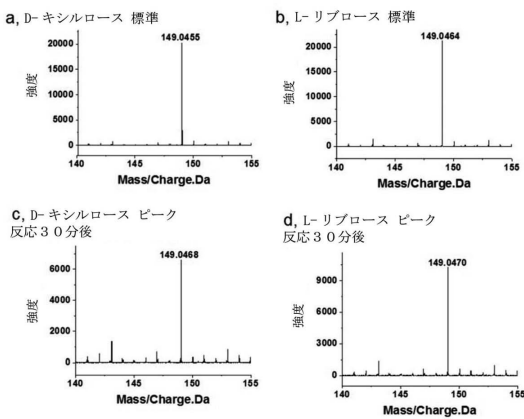 a, D-キシルロース 標準
149.0455
強度
20000
15000
10000
5000
0
140
145
150
155
Mass/Charge.Da
b, L-リブロース 標準
149.0464
強度
20000
15000
10000
5000
0
140
145
150
155
Mass/Charge.Da
c, D-キシルロース ピーク
反応30分後
149.0468
強度
6000
4000
2000
0
140
145
150
155
Mass/Charge.Da
d, L-リブロース ピーク
反応30分後
149.0470
強度
9000
6000
3000
0
140
145
150
155
Mass/Charge.Da